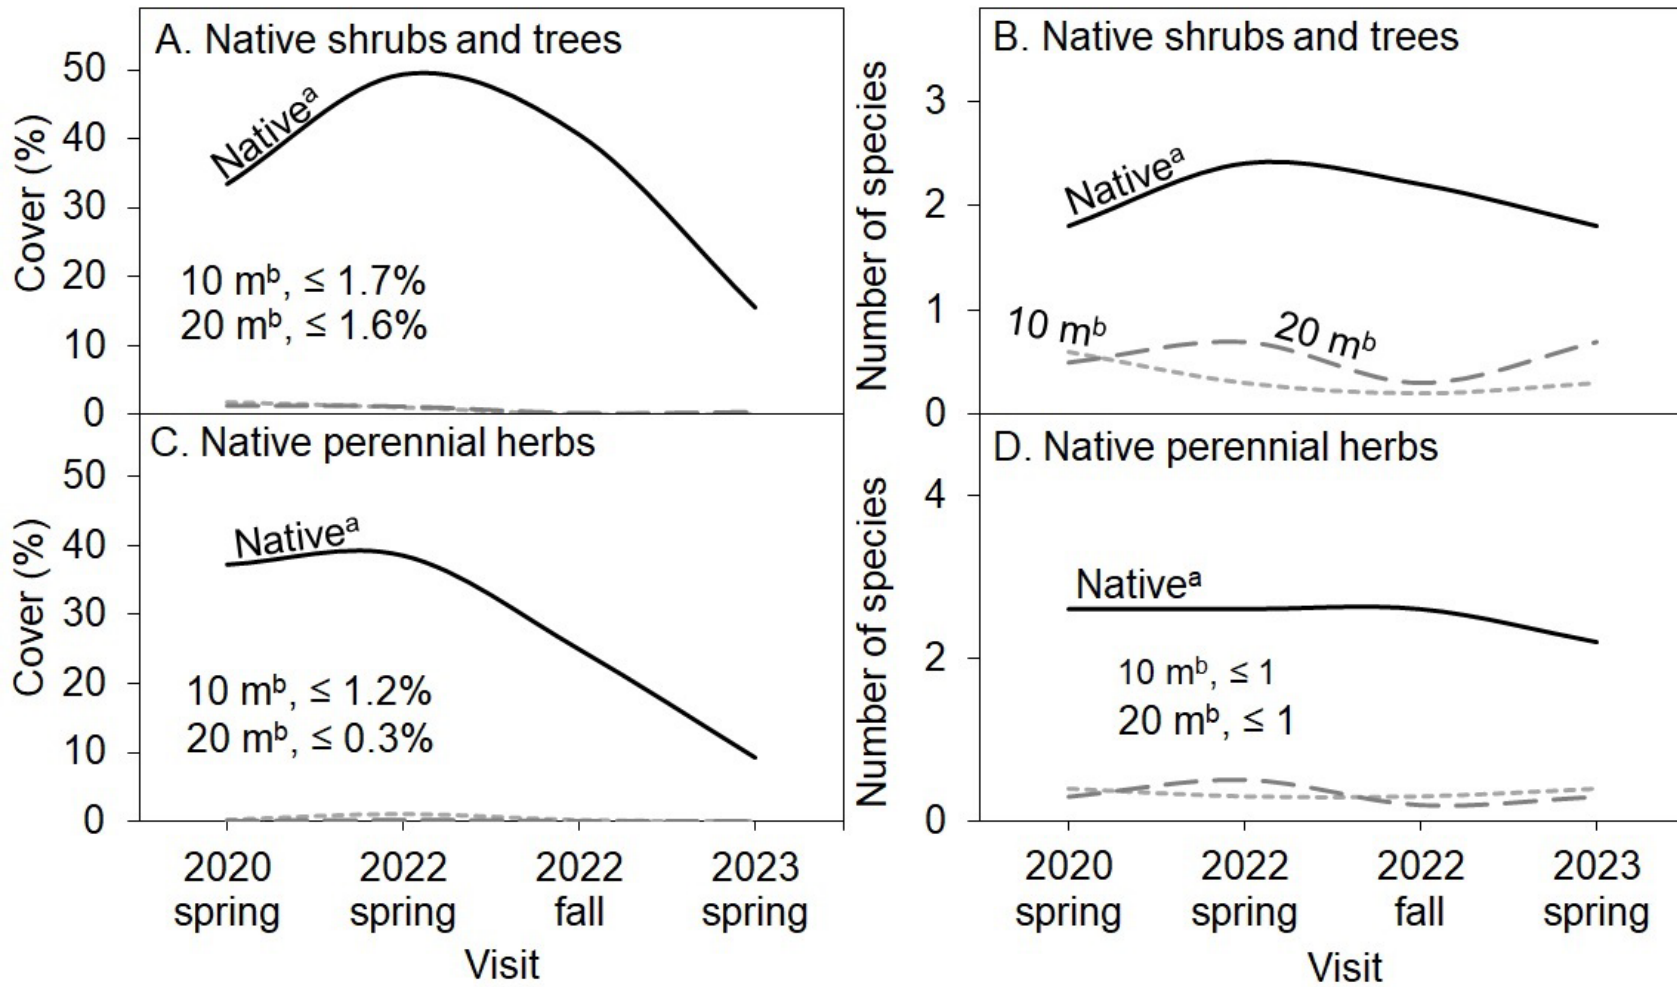 A. Native shrubs and trees
Cover (%)
50
40
30
20
10
0
Nativeᵃ
10 mᵇ, ≤ 1.7%
20 mᵇ, ≤ 1.6%
B. Native shrubs and trees
Number of species
3
2
1
0
Nativeᵃ
10 mᵇ
20 mᵇ
C. Native perennial herbs
Cover (%)
50
40
30
20
10
0
Nativeᵃ
10 mᵇ, ≤ 1.2%
20 mᵇ, ≤ 0.3%
2020 spring
2022 spring
2022 fall
2023 spring
Visit
D. Native perennial herbs
Number of species
4
2
0
Nativeᵃ
10 mᵇ, ≤ 1
20 mᵇ, ≤ 1
2020 spring
2022 spring
2022 fall
2023 spring
Visit